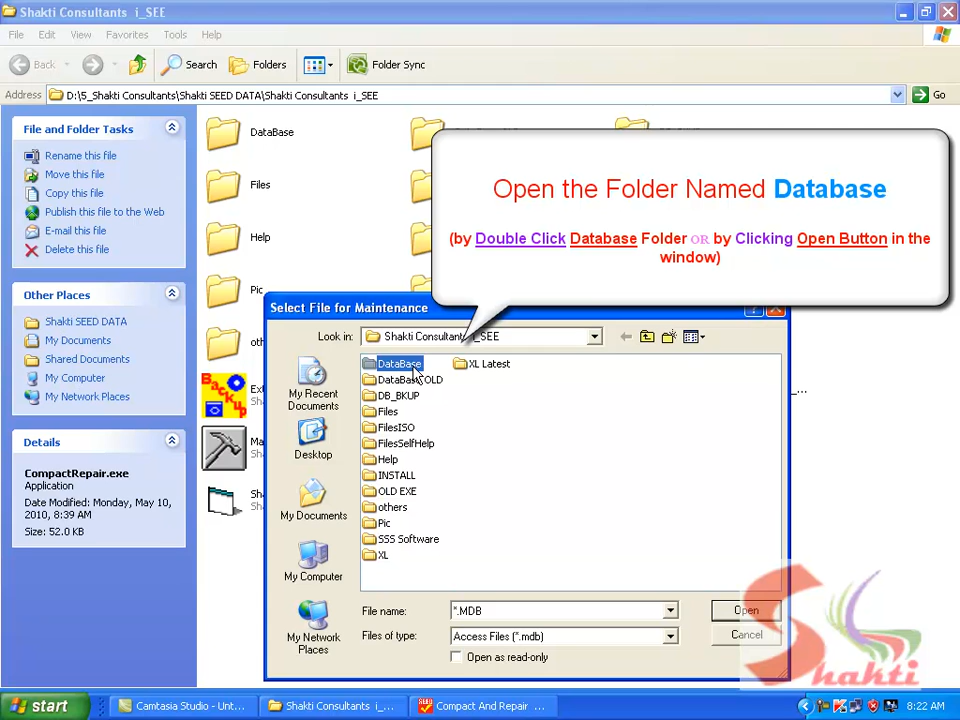 Shakti Consultants i_SEE
File Edit View Favorites Tools Help
Back Search Folders Folder Sync
Address D:\5_Shakti Consultants\Shakti SEED DATA\Shakti Consultants i_SEE Go
File and Folder Tasks
Rename this file
Move this file
Copy this file
Publish this file to the Web
E-mail this file
Delete this file
Other Places
Shakti SEED DATA
My Documents
Shared Documents
My Computer
My Network Places
Details
CompactRepair.exe
Application
Date Modified: Monday, May 10,
2010, 8:39 AM
Size: 52.0 KB
DataBase
Files
Help
Pic
Backup
Open the Folder Named Database
(by Double Click Database Folder OR by Clicking Open Button in the
window)
Select File for Maintenance
Look in: Shakti Consultants i_SEE
My Recent
Documents
Desktop
My Documents
My Computer
My Network
Places
DataBase
DataBaseOLD
DB_BKUP
Files
FilesISO
FilesSelfHelp
Help
INSTALL
OLD EXE
others
Pic
SSS Software
XL
XL Latest
File name: *.MDB Open
Files of type: Access Files (*.mdb) Cancel
Open as read-only
Shakti
start Camtasia Studio - Unt... Shakti Consultants i_... Compact And Repair ... 8:22 AM